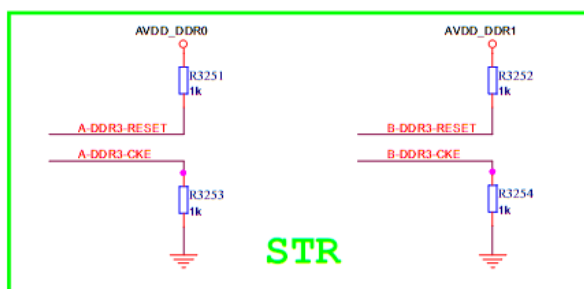 AVDD_DDR0
AVDD_DDR1
R3251
1k
R3252
1k
A-DDR3-RESET
B-DDR3-RESET
A-DDR3-CKE
B-DDR3-CKE
R3253
1k
R3254
1k
STR